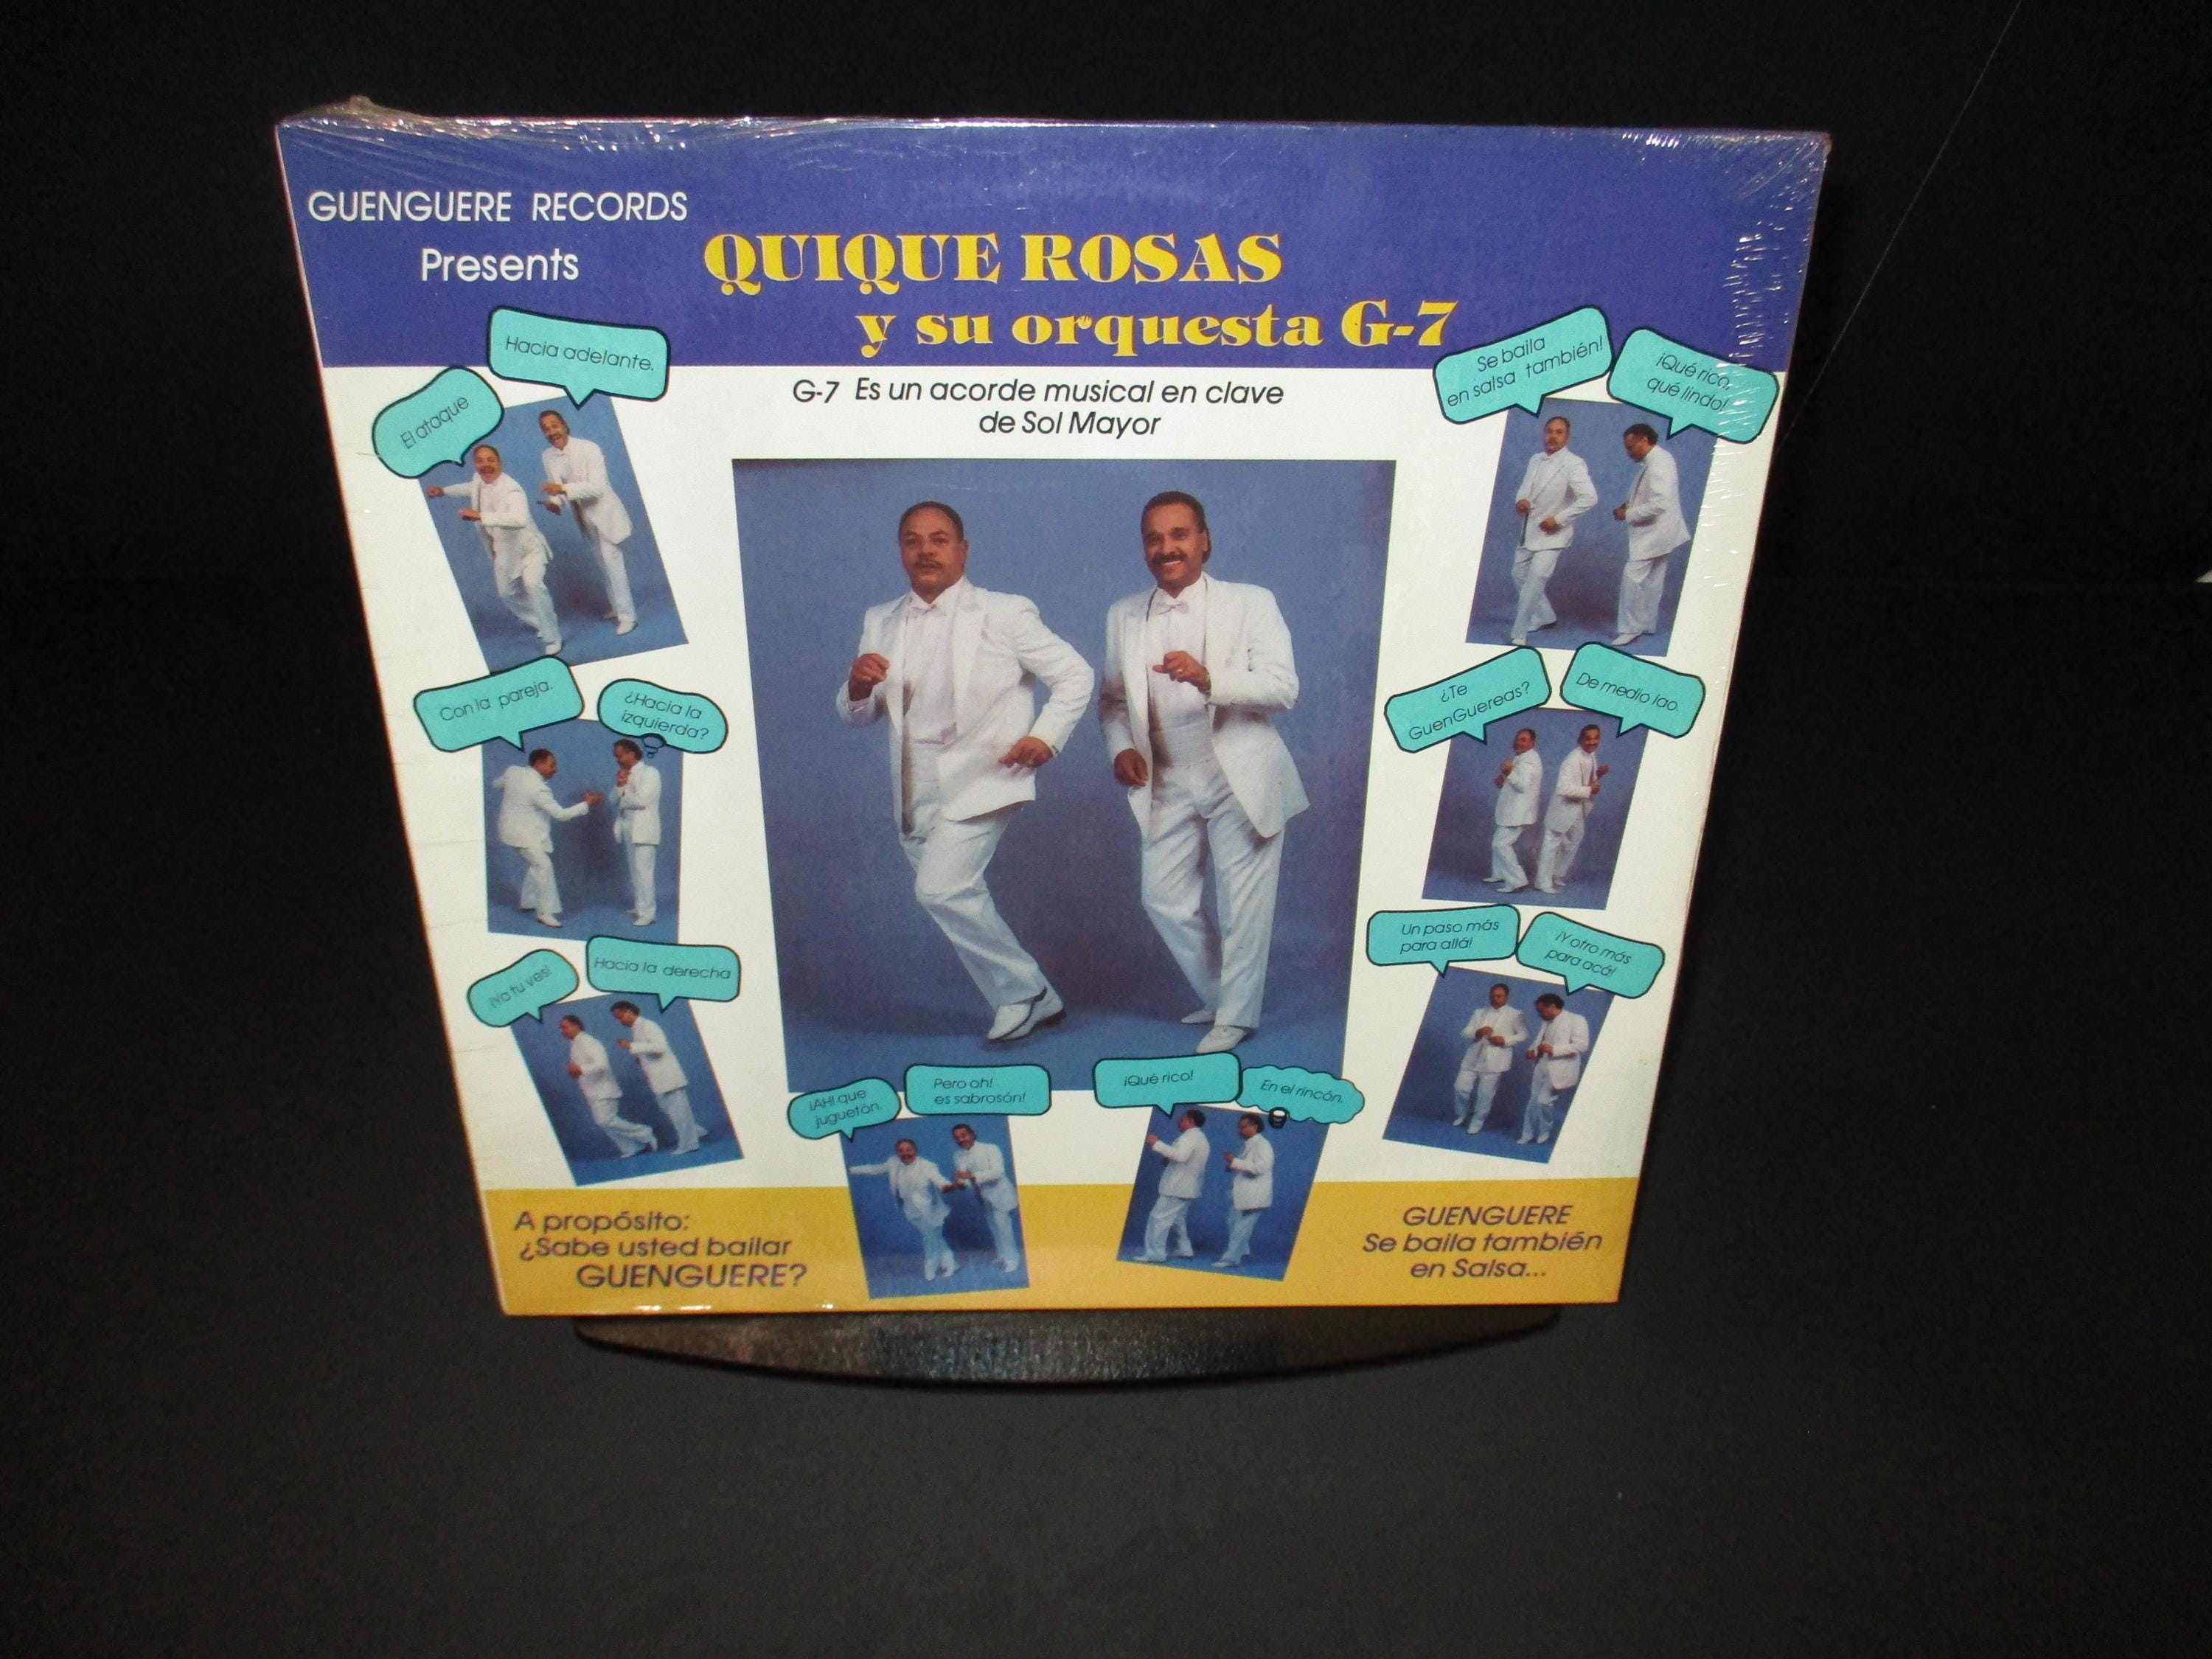 GUENGUERE RECORDS
Presents
QUIQUE ROSAS
y su orquesta G-7
G-7 Es un acorde musical en clave
de Sol Mayor
El ataque
Hacia adelante.
Con la pareja.
¿Hacia la
izquierda?
¡Ya tu ves!
Hacia la derecha
¡AH! que
juguetón.
Pero oh!
es sabrosón!
¡Qué rico!
En el rincón.
Se baila
en salsa también!
¡Qué rico,
qué lindo!
¿Te
GuenGuereas?
De medio lao.
Un paso más
para allá!
¡Y otro más
para acá!
A propósito:
¿Sabe usted bailar
GUENGUERE?
GUENGUERE
Se baila también
en Salsa...